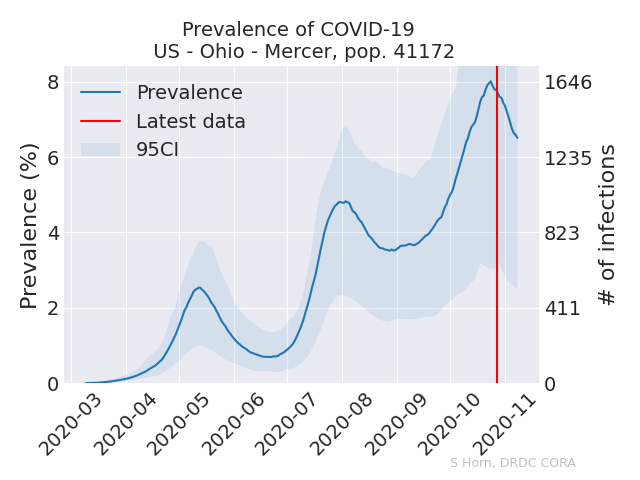 Prevalence of COVID-19
US - Ohio - Mercer, pop. 41172
Prevalence
Latest data
95CI
Prevalence (%)
8
6
4
2
0
1646
1235
823
411
0
# of infections
2020-03
2020-04
2020-05
2020-06
2020-07
2020-08
2020-09
2020-10
2020-11
S Horn, DRDC CORA